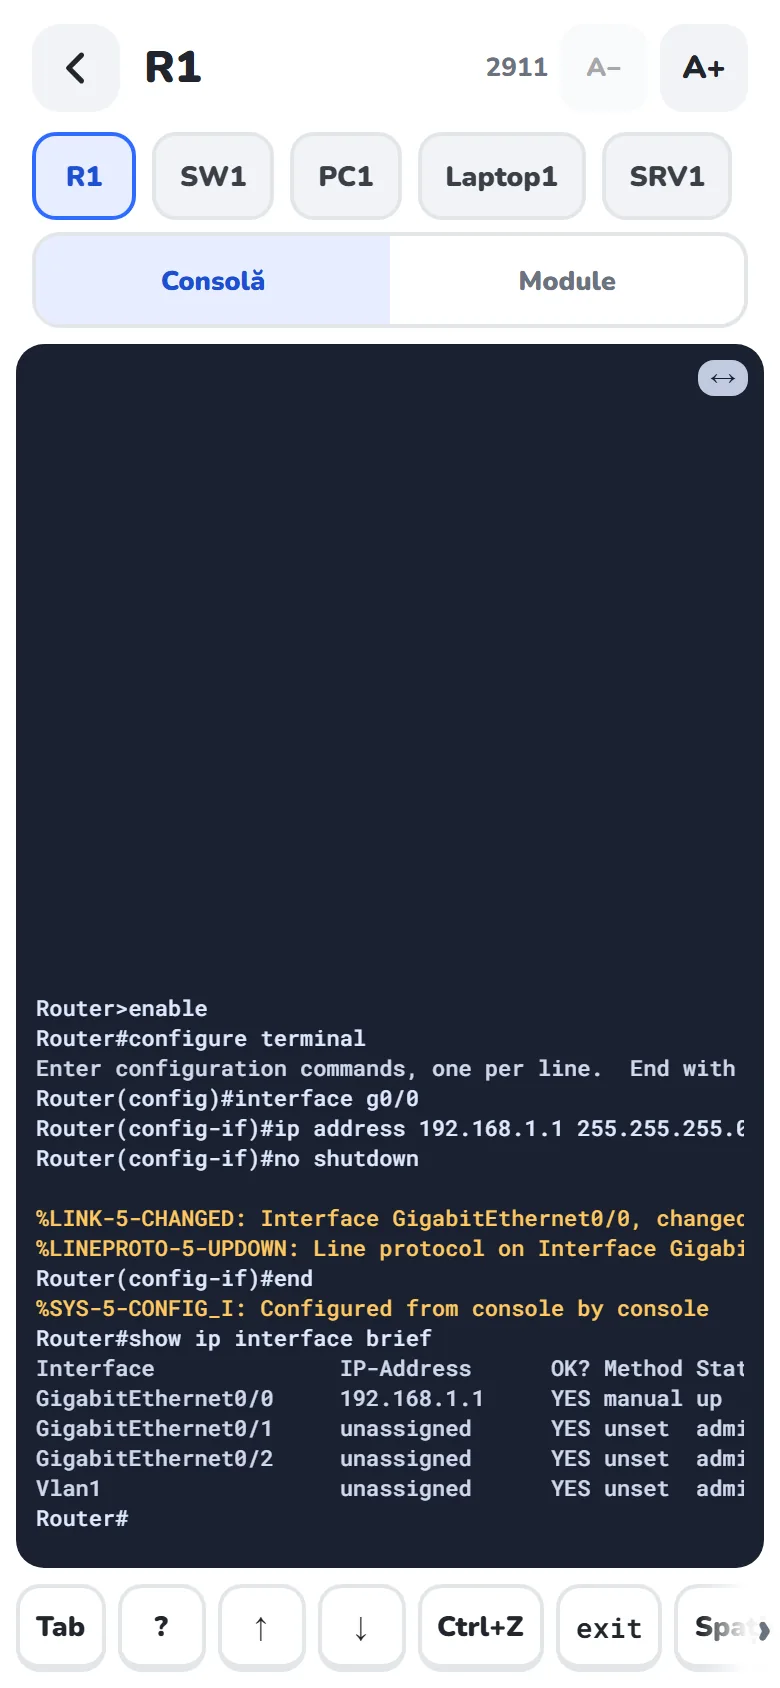 R1 2911 A− A+
R1 SW1 PC1 Laptop1 SRV1
Consolă Module
↔
Router>enable
Router#configure terminal
Enter configuration commands, one per line.  End with
Router(config)#interface g0/0
Router(config-if)#ip address 192.168.1.1 255.255.255.0
Router(config-if)#no shutdown
%LINK-5-CHANGED: Interface GigabitEthernet0/0, changed
%LINEPROTO-5-UPDOWN: Line protocol on Interface Gigabi
Router(config-if)#end
%SYS-5-CONFIG_I: Configured from console by console
Router#show ip interface brief
Interface IP-Address OK? Method Stat
GigabitEthernet0/0 192.168.1.1 YES manual up
GigabitEthernet0/1 unassigned YES unset admi
GigabitEthernet0/2 unassigned YES unset admi
Vlan1 unassigned YES unset admi
Router#
Tab ? ↑ ↓ Ctrl+Z exit